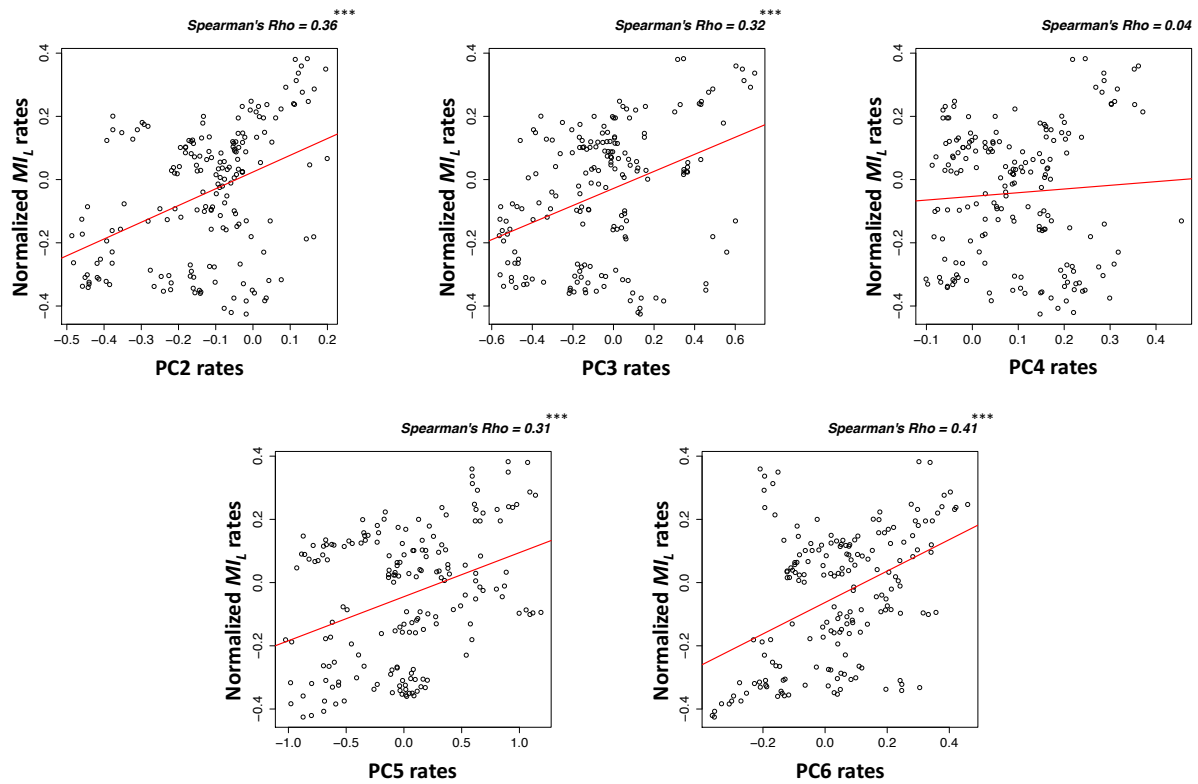 ***
Spearman's Rho = 0.36
Normalized MI_L rates
0.4
0.2
0.0
−0.2
−0.4
−0.5 −0.4 −0.3 −0.2 −0.1 0.0 0.1 0.2
PC2 rates
***
Spearman's Rho = 0.32
Normalized MI_L rates
0.4
0.2
0.0
−0.2
−0.4
−0.6 −0.4 −0.2 0.0 0.2 0.4 0.6
PC3 rates
Spearman's Rho = 0.04
Normalized MI_L rates
0.4
0.2
0.0
−0.2
−0.4
−0.1 0.0 0.1 0.2 0.3 0.4
PC4 rates
***
Spearman's Rho = 0.31
Normalized MI_L rates
0.4
0.2
0.0
−0.2
−0.4
−1.0 −0.5 0.0 0.5 1.0
PC5 rates
***
Spearman's Rho = 0.41
Normalized MI_L rates
0.4
0.2
0.0
−0.2
−0.4
−0.2 0.0 0.2 0.4
PC6 rates